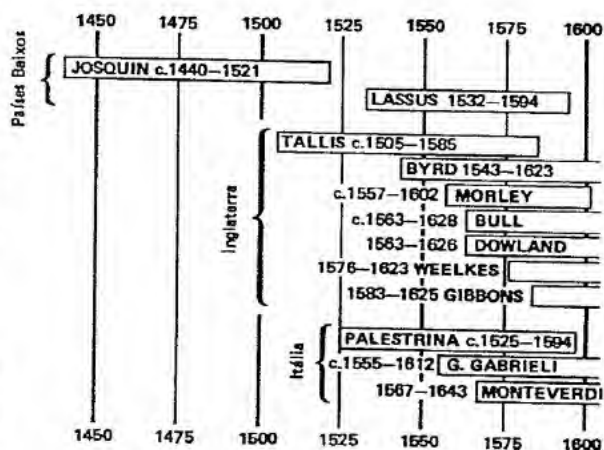 1450 1475 1500 1525 1550 1575 1600
Países Baixos
JOSQUIN c.1440–1521
LASSUS 1532–1594
Inglaterra
TALLIS c.1505–1585
BYRD 1543–1623
c.1557–1602 MORLEY
c.1563–1628 BULL
1563–1626 DOWLAND
1576–1623 WEELKES
1583–1625 GIBBONS
Itália
PALESTRINA c.1525–1594
c.1555–1612 G. GABRIELI
1567–1643 MONTEVERDI
1450 1475 1500 1525 1550 1575 1600